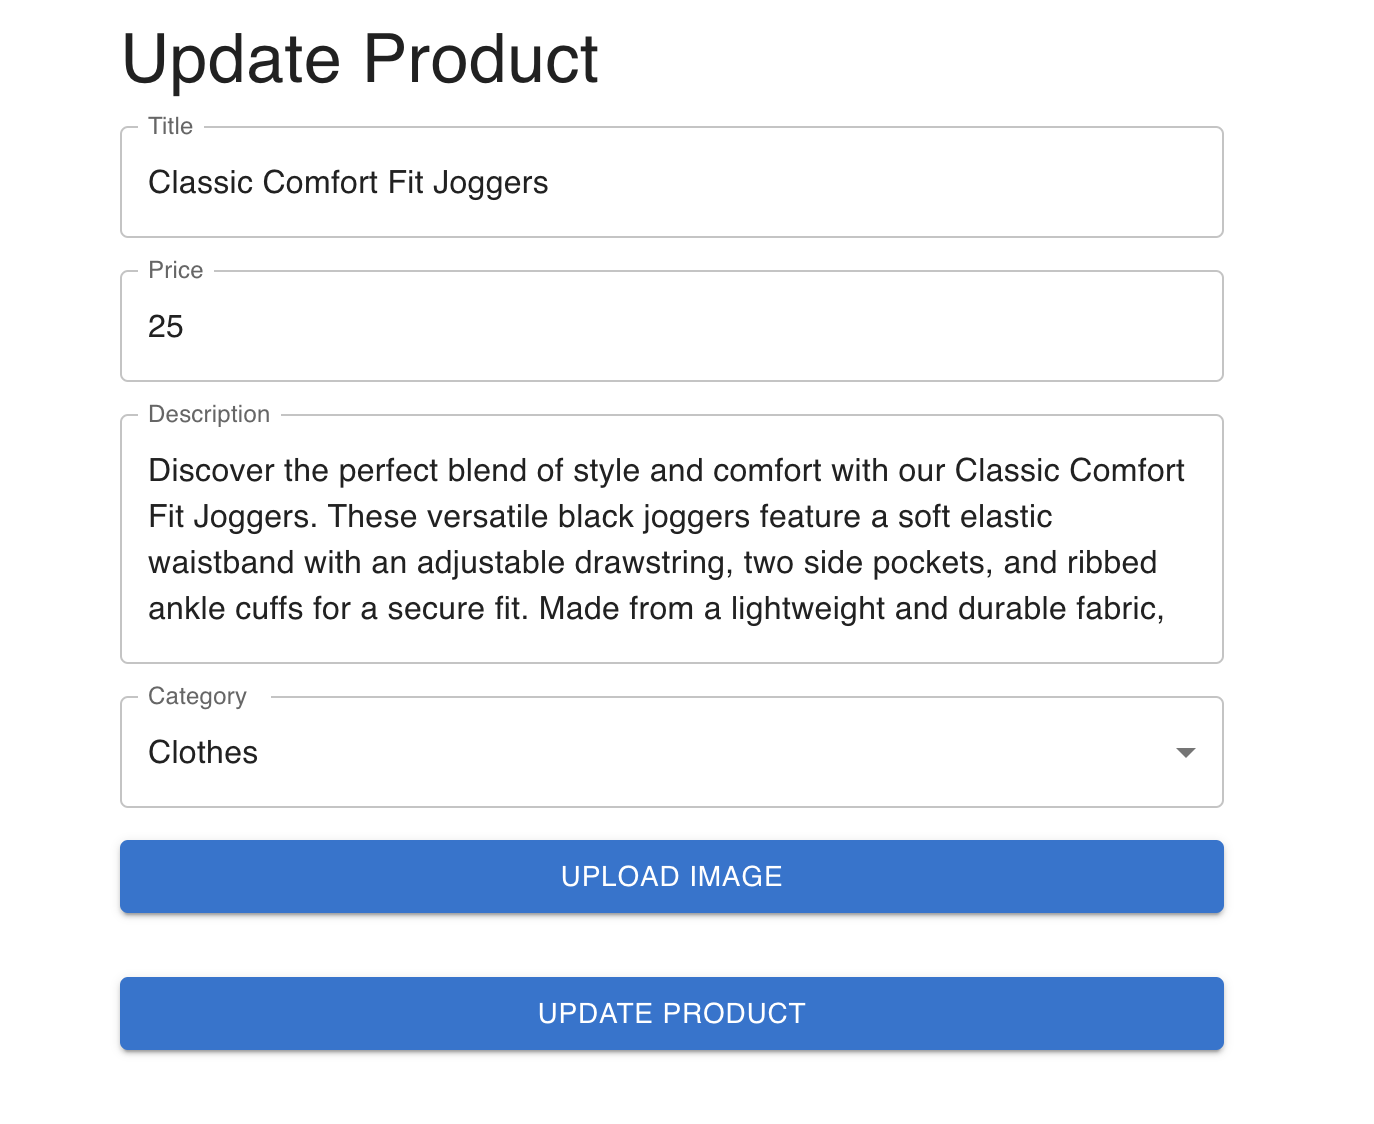 Update Product
Title
Classic Comfort Fit Joggers
Price
25
Description
Discover the perfect blend of style and comfort with our Classic Comfort
Fit Joggers. These versatile black joggers feature a soft elastic
waistband with an adjustable drawstring, two side pockets, and ribbed
ankle cuffs for a secure fit. Made from a lightweight and durable fabric,
Category
Clothes
UPLOAD IMAGE
UPDATE PRODUCT